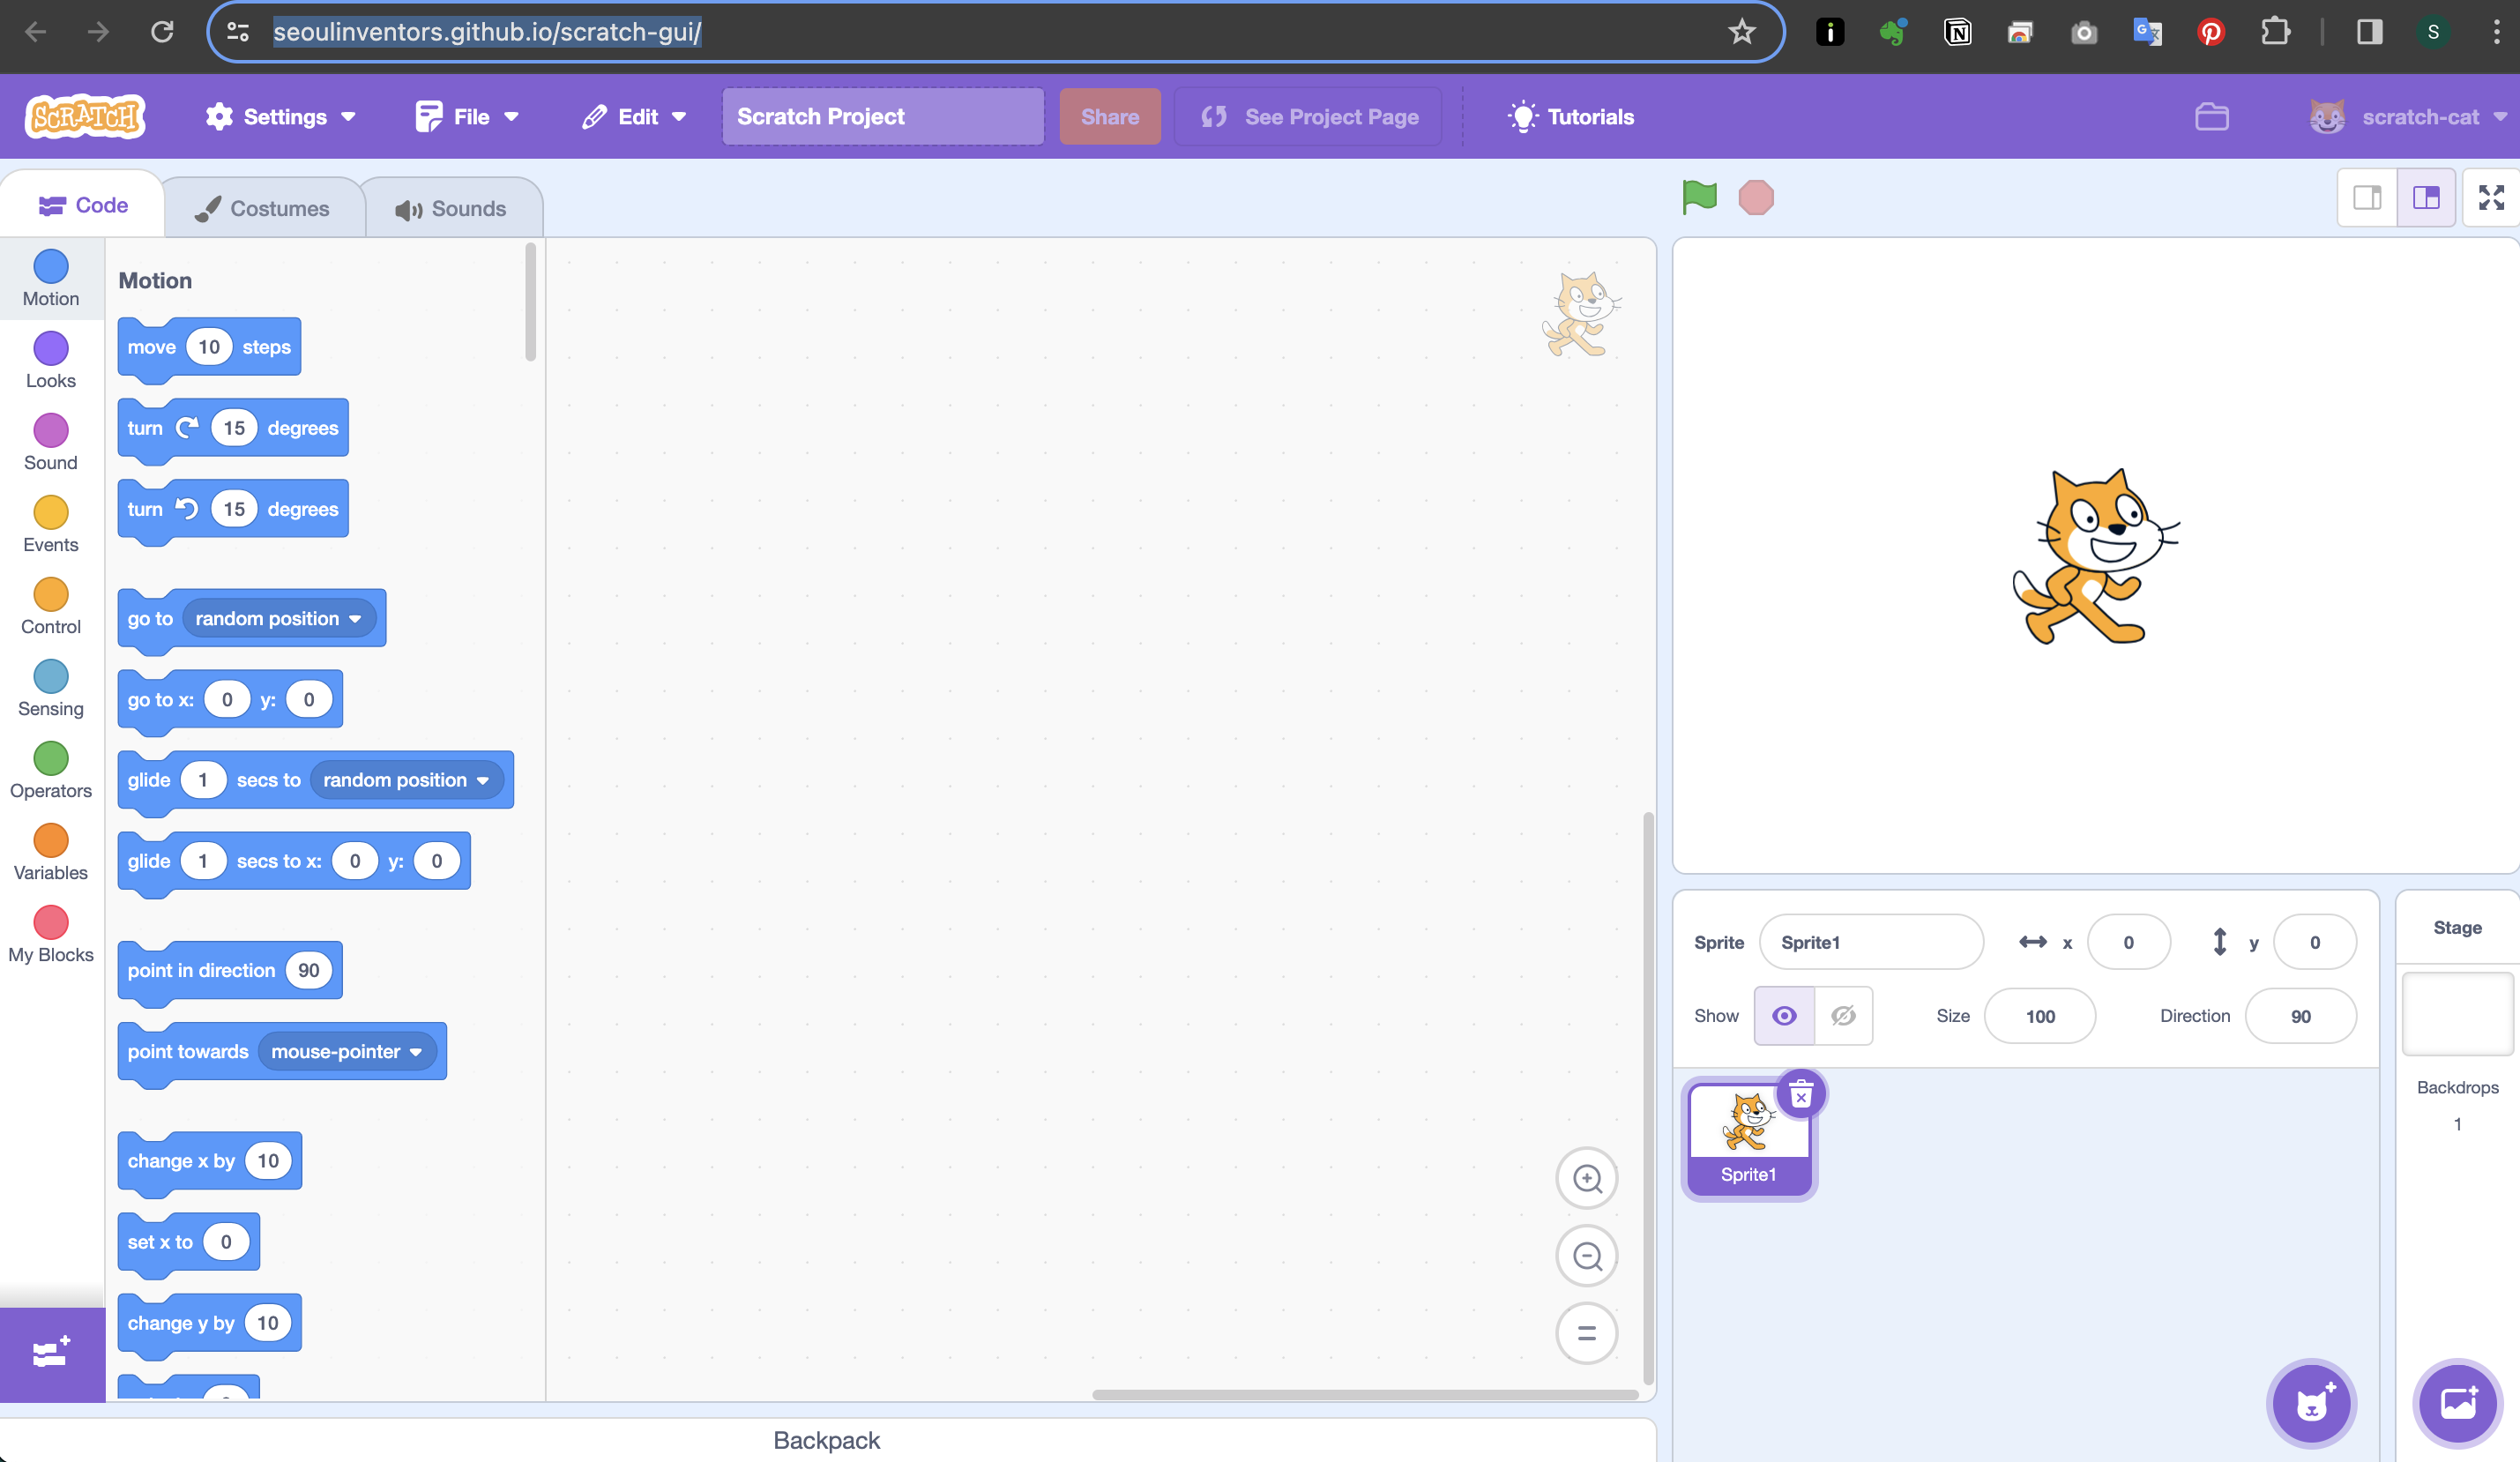 seoulinventors.github.io/scratch-gui/
S
SCRATCH
Settings
File
Edit
Scratch Project
Share
See Project Page
Tutorials
scratch-cat
Code
Costumes
Sounds
Motion
Looks
Sound
Events
Control
Sensing
Operators
Variables
My Blocks
Motion
move 10 steps
turn 15 degrees
turn 15 degrees
go to random position
go to x: 0 y: 0
glide 1 secs to random position
glide 1 secs to x: 0 y: 0
point in direction 90
point towards mouse-pointer
change x by 10
set x to 0
change y by 10
Backpack
Sprite Sprite1 x 0 y 0
Show Size 100 Direction 90
Sprite1
Stage
Backdrops
1